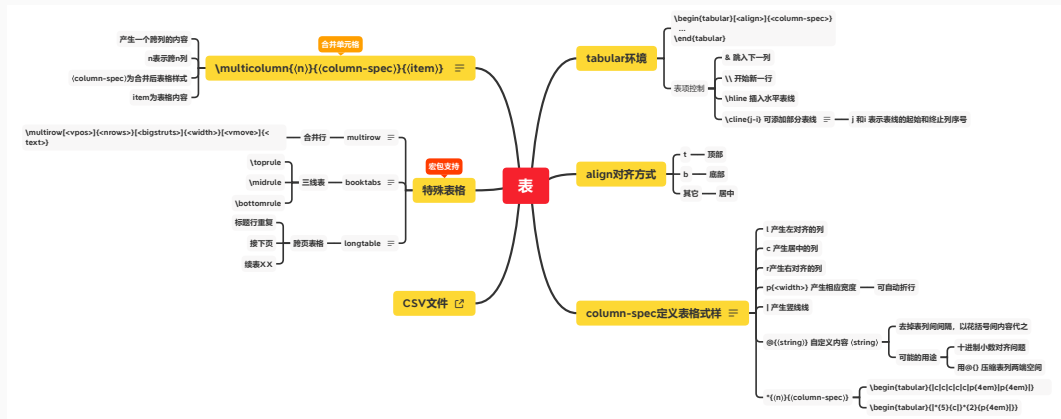 表
合并单元格
\multicolumn{⟨n⟩}{⟨column-spec⟩}{⟨item⟩}
产生一个跨列的内容
n表示跨n列
⟨column-spec⟩为合并后表格样式
item为表格内容
宏包支持
特殊表格
multirow
合并行
\multirow[<vpos>]{<nrows>}[<bigstruts>]{<width>}[<vmove>]{<
text>}
booktabs
三线表
\toprule
\midrule
\bottomrule
longtable
跨页表格
标题行重复
接下页
续表XX
CSV文件
tabular环境
\begin{tabular}[<align>]{<column-spec>}
...
\end{tabular}
表项控制
& 跳入下一列
\\ 开始新一行
\hline 插入水平表线
\cline{j-i} 可添加部分表线
j 和i 表示表线的起始和终止列序号
align对齐方式
t
顶部
b
底部
其它
居中
column-spec定义表格式样
l 产生左对齐的列
c 产生居中的列
r产生右对齐的列
p{<width>} 产生相应宽度
可自动折行
| 产生竖线线
@{⟨string⟩} 自定义内容 ⟨string⟩
去掉表列间间隔，以花括号间内容代之
可能的用途
十进制小数对齐问题
用@{} 压缩表列两端空间
*{⟨n⟩}{⟨column-spec⟩}
\begin{tabular}{|c|c|c|c|c|p{4em}|p{4em}|}
\begin{tabular}{|*{5}{c|}*{2}{p{4em}|}}